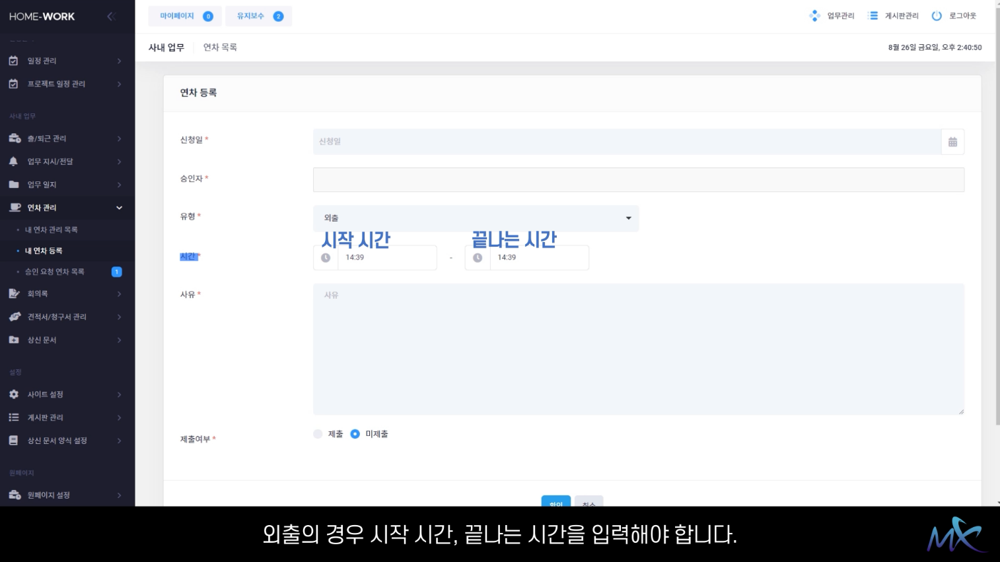 HOME-WORK
마이페이지 0
유지보수 2
업무관리
게시판관리
로그아웃
사내 업무
연차 목록
8월 26일 금요일, 오후 2:40:50
일정 관리
프로젝트 일정 관리
사내 업무
출/퇴근 관리
업무 지시/전달
업무 일지
연차 관리
내 연차 관리 목록
내 연차 등록
승인 요청 연차 목록 1
회의록
견적서/청구서 관리
상신 문서
설정
사이트 설정
게시판 관리
상신 문서 양식 설정
원페이지
원페이지 설정
연차 등록
신청일 *
신청일
승인자 *
유형 *
외출
시작 시간
끝나는 시간
시간 *
14:39
-
14:39
사유 *
사유
제출여부 *
제출
미제출
확인
취소
외출의 경우 시작 시간, 끝나는 시간을 입력해야 합니다.
MX